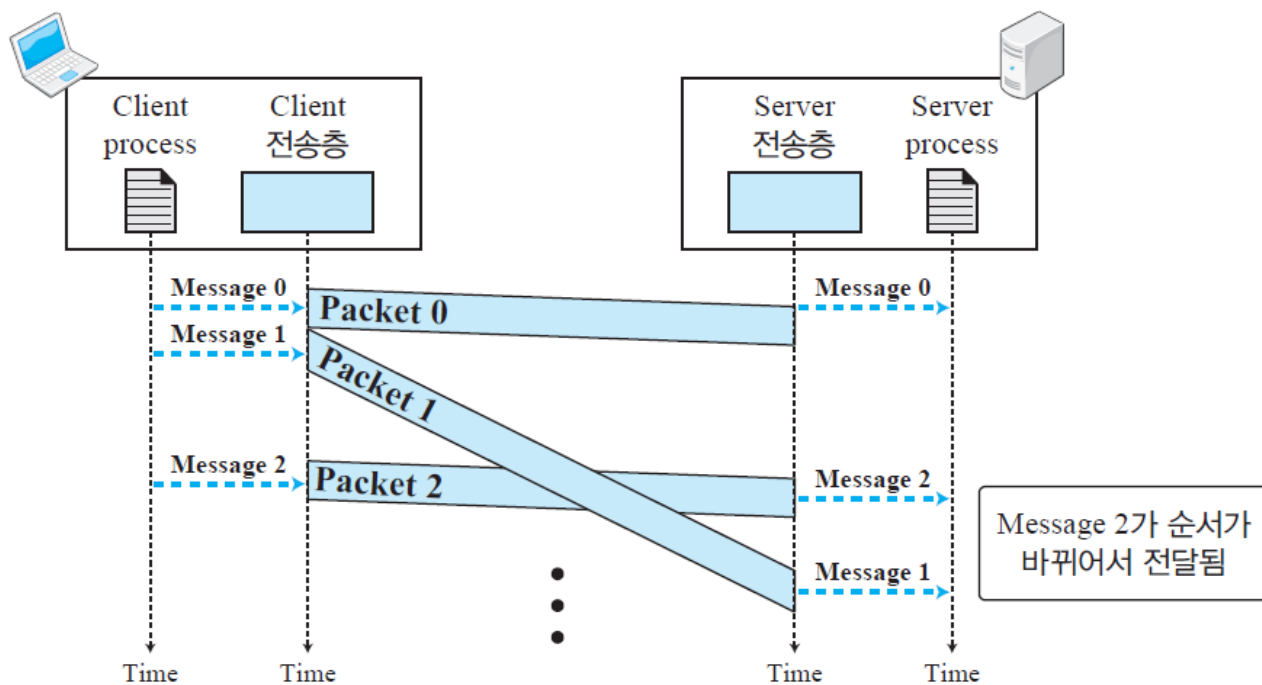 Client
process
Client
전송층
Server
전송층
Server
process
Message 0
Packet 0
Message 0
Message 1
Packet 1
Message 2
Packet 2
Message 2
Message 2가 순서가
바뀌어서 전달됨
Message 1
Time
Time
Time
Time